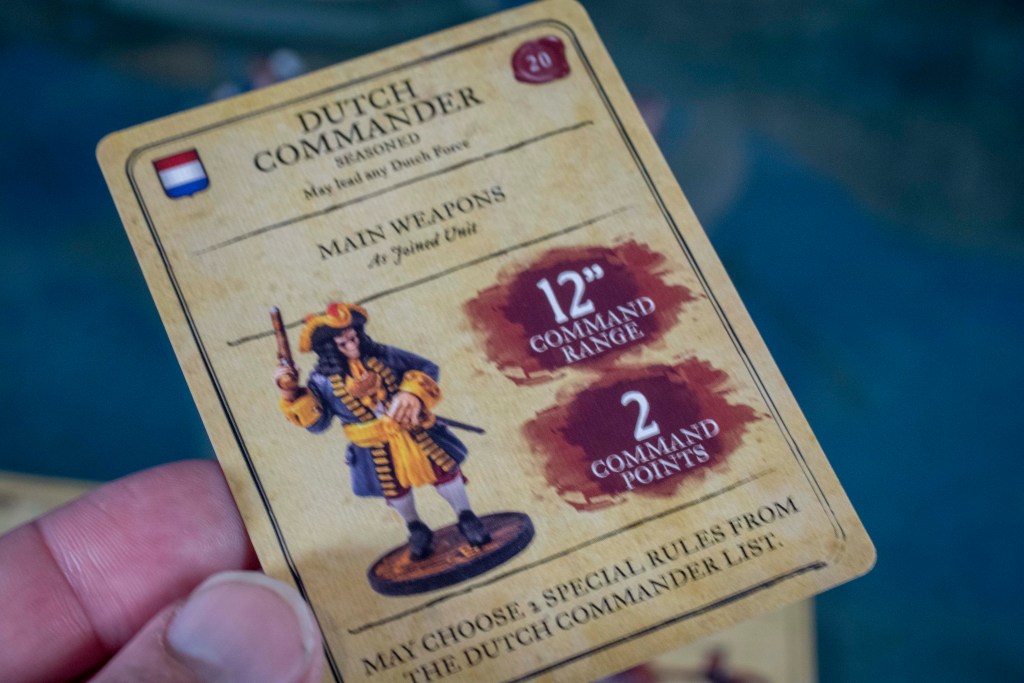 20
DUTCH
COMMANDER
SEASONED
May lead any Dutch Force
MAIN WEAPONS
As Joined Unit
12”
COMMAND
RANGE
2
COMMAND
POINTS
MAY CHOOSE 2 SPECIAL RULES FROM
THE DUTCH COMMANDER LIST.